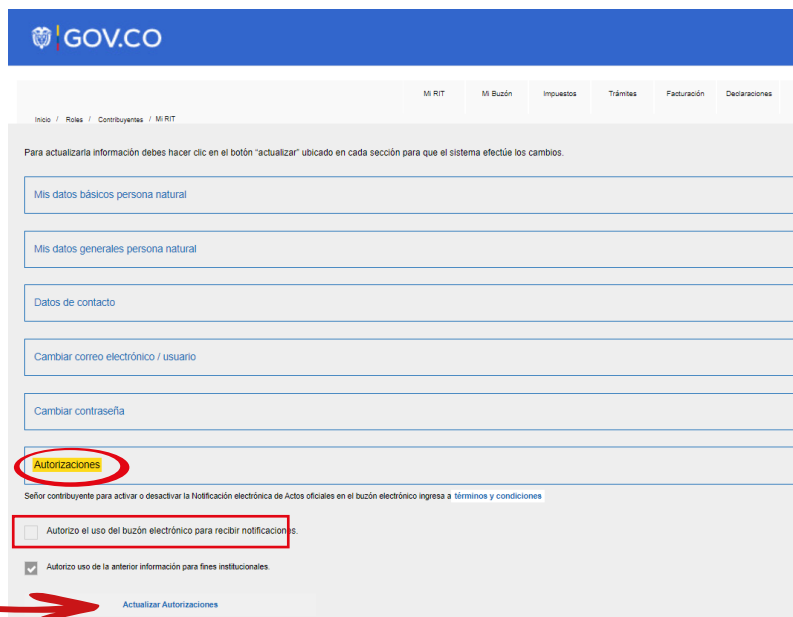 GOV.CO
Mi RIT Mi Buzón Impuestos Trámites Facturación Declaraciones
Inicio / Roles / Contribuyentes / Mi RIT
Para actualizarla información debes hacer clic en el botón “actualizar” ubicado en cada sección para que el sistema efectúe los cambios.
Mis datos básicos persona natural
Mis datos generales persona natural
Datos de contacto
Cambiar correo electrónico / usuario
Cambiar contraseña
Autorizaciones
Señor contribuyente para activar o desactivar la Notificación electrónica de Actos oficiales en el buzón electrónico ingresa a términos y condiciones
Autorizo el uso del buzón electrónico para recibir notificaciones.
Autorizo uso de la anterior información para fines institucionales.
Actualizar Autorizaciones